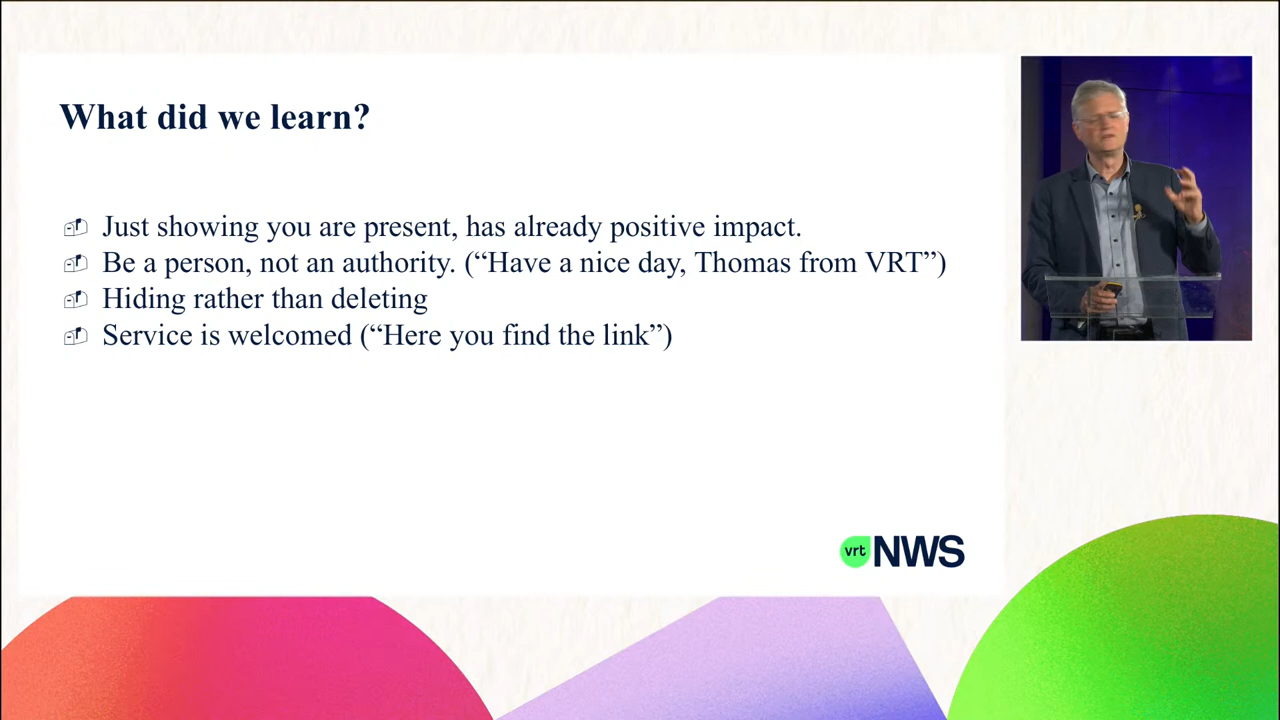 What did we learn?
Just showing you are present, has already positive impact.
Be a person, not an authority. (“Have a nice day, Thomas from VRT”)
Hiding rather than deleting
Service is welcomed (“Here you find the link”)
vrt NWS